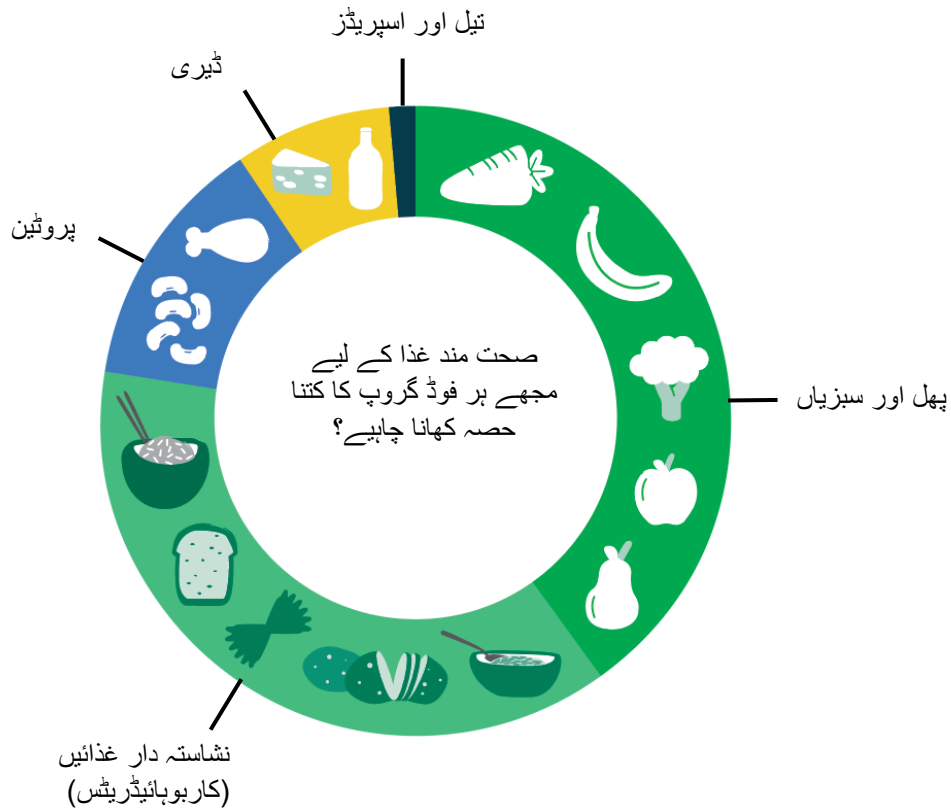 تیل اور اسپریڈز
ڈیری
پروٹین
صحت مند غذا کے لیے
مجھے ہر فوڈ گروپ کا کتنا
حصہ کھانا چاہیے؟
پھل اور سبزیاں
نشاستہ دار غذائیں
(کاربوہائیڈریٹس)